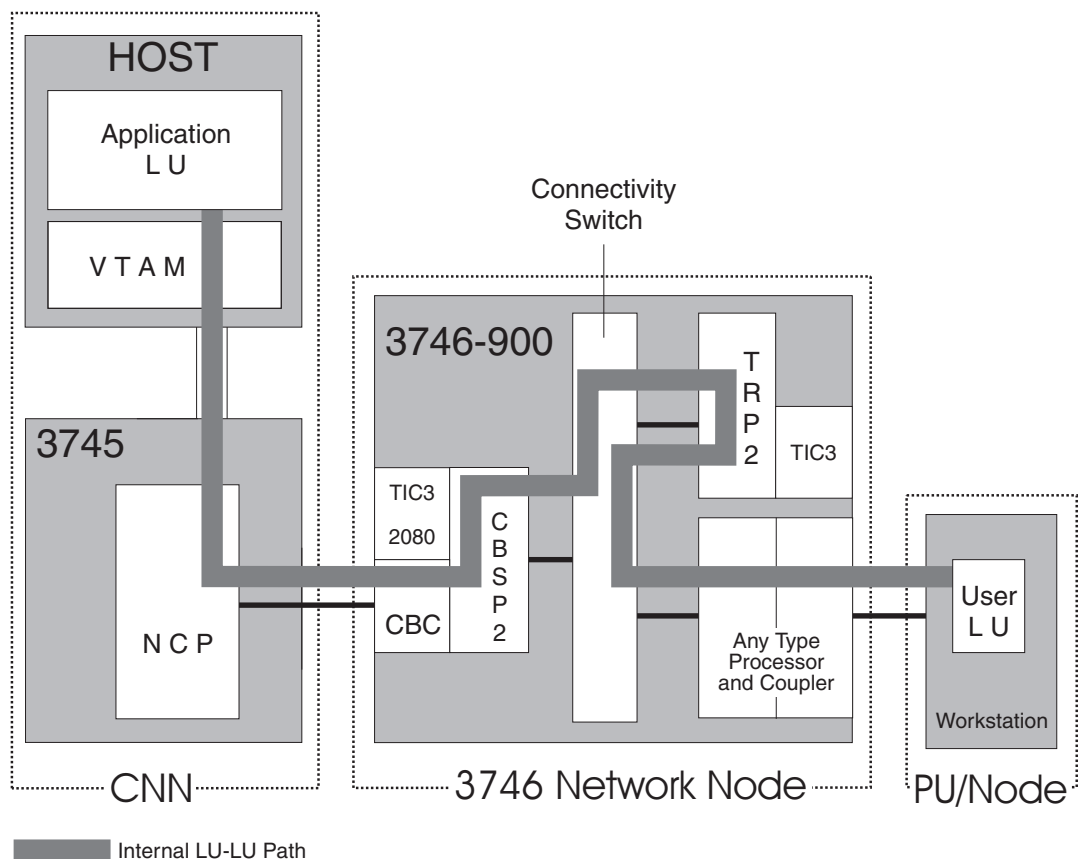 HOST
Application
L U
V T A M
3745
N C P
CNN
Connectivity
Switch
3746-900
TIC3
2080
CBC
C
B
S
P
2
T
R
P
2
TIC3
Any Type
Processor
and Coupler
3746 Network Node
User
L U
Workstation
PU/Node
Internal LU-LU Path